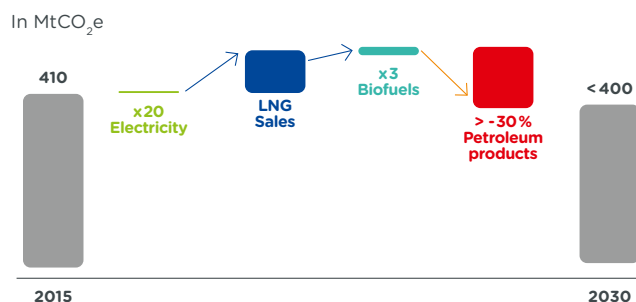 In MtCO₂e
410
x20
Electricity
LNG
Sales
x3
Biofuels
> -30%
Petroleum
products
< 400
2015
2030